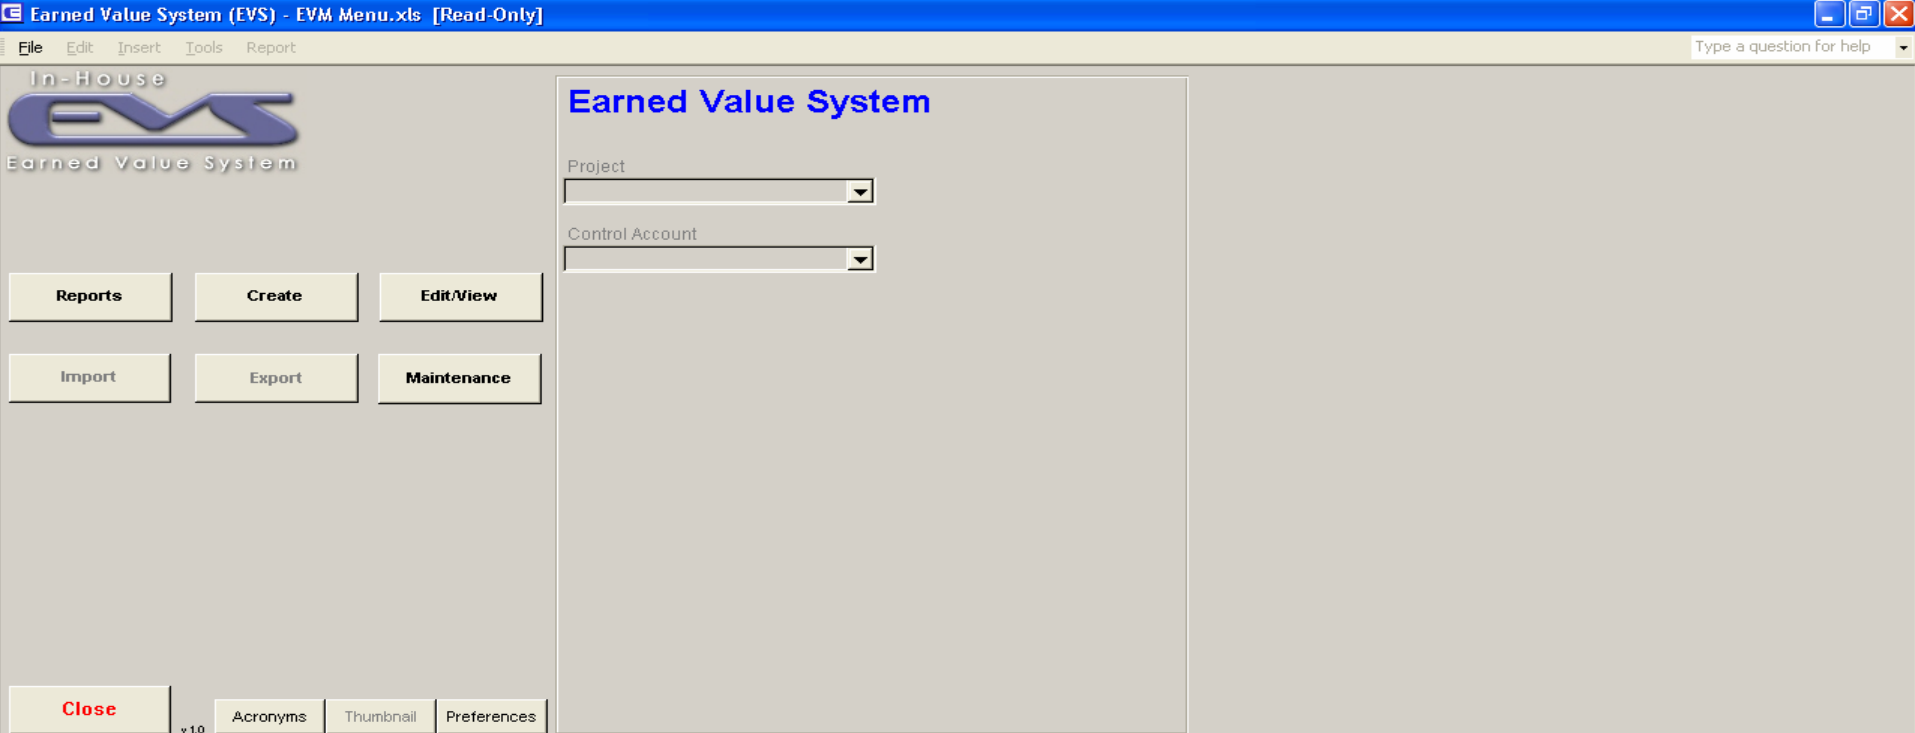 Earned Value System (EVS) - EVM Menu.xls [Read-Only]
File Edit Insert Tools Report Type a question for help
In-House
EVS
Earned Value System
Earned Value System
Project
Control Account
Reports Create Edit/View
Import Export Maintenance
Close v 1.0 Acronyms Thumbnail Preferences